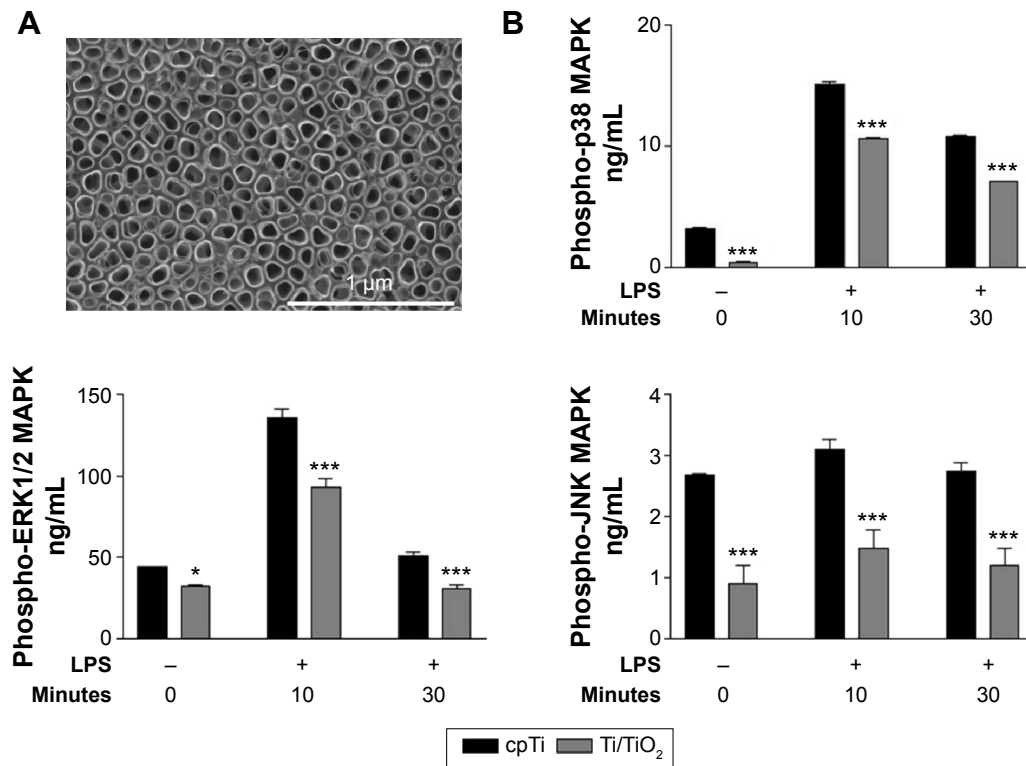 A
1 µm
B
Phospho-p38 MAPK
ng/mL
20
10
0
***
***
***
LPS – + +
Minutes 0 10 30
Phospho-ERK1/2 MAPK
ng/mL
150
100
50
0
*
***
***
LPS – + +
Minutes 0 10 30
Phospho-JNK MAPK
ng/mL
4
3
2
1
0
***
***
***
LPS – + +
Minutes 0 10 30
cpTi Ti/TiO₂